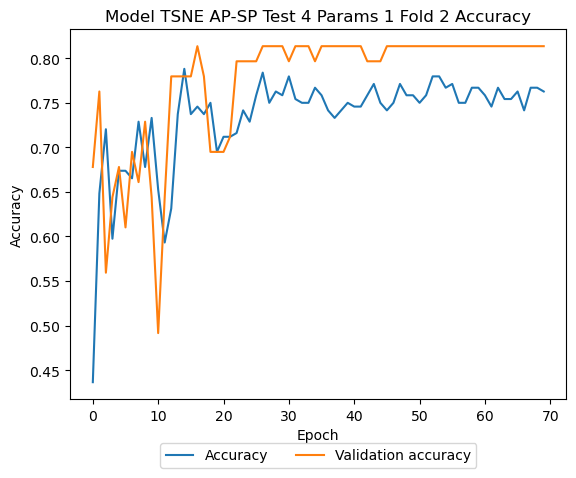 Model TSNE AP-SP Test 4 Params 1 Fold 2 Accuracy
0.80
0.75
0.70
0.65
0.60
0.55
0.50
0.45
Accuracy
0 10 20 30 40 50 60 70
Epoch
Accuracy Validation accuracy